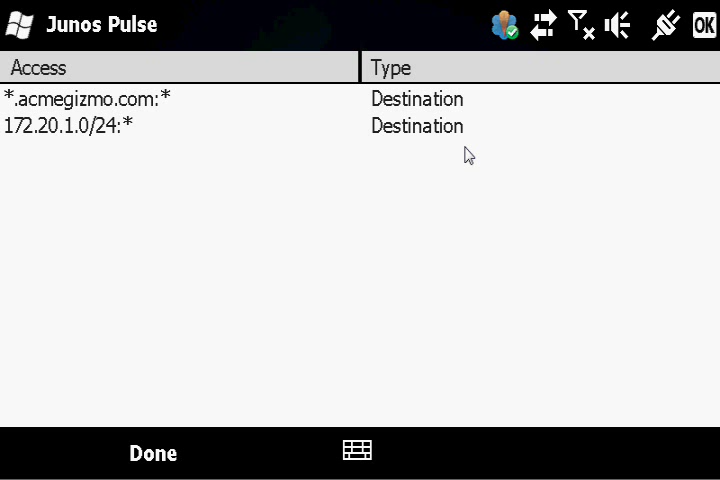 Junos Pulse OK
Access Type
*.acmegizmo.com:* Destination
172.20.1.0/24:* Destination
Done